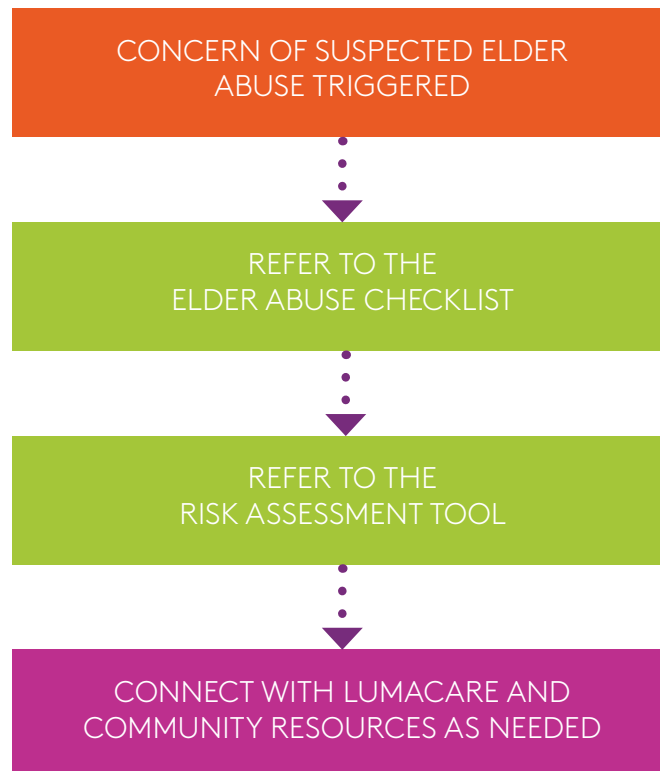 CONCERN OF SUSPECTED ELDER
ABUSE TRIGGERED
REFER TO THE
ELDER ABUSE CHECKLIST
REFER TO THE
RISK ASSESSMENT TOOL
CONNECT WITH LUMACARE AND
COMMUNITY RESOURCES AS NEEDED